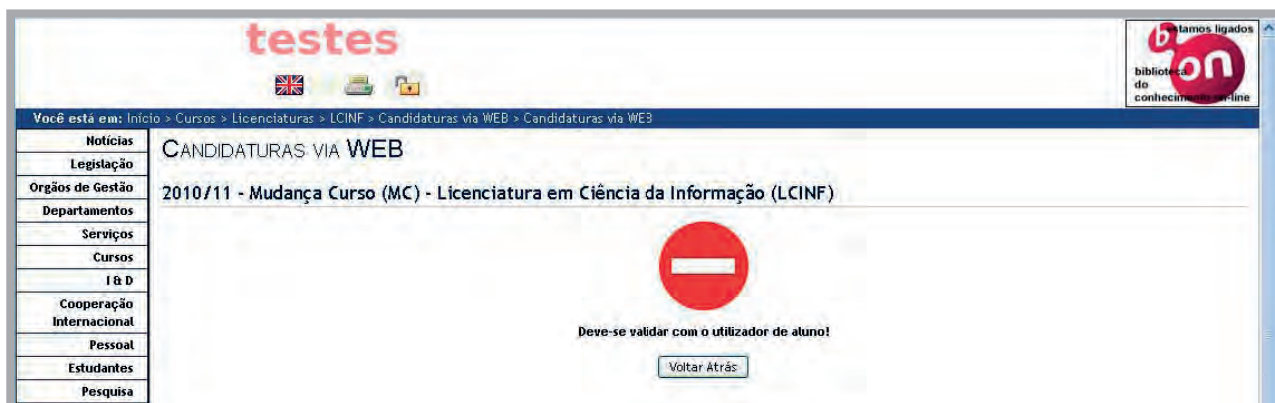 testes
estamos ligados
b on
biblioteca
do
conhecimento on-line
Você está em: Início > Cursos > Licenciaturas > LCINF > Candidaturas via WEB > Candidaturas via WEB
Notícias
Legislação
Orgãos de Gestão
Departamentos
Serviços
Cursos
I & D
Cooperação
Internacional
Pessoal
Estudantes
Pesquisa
CANDIDATURAS VIA WEB
2010/11 - Mudança Curso (MC) - Licenciatura em Ciência da Informação (LCINF)
Deve-se validar com o utilizador de aluno!
Voltar Atrás